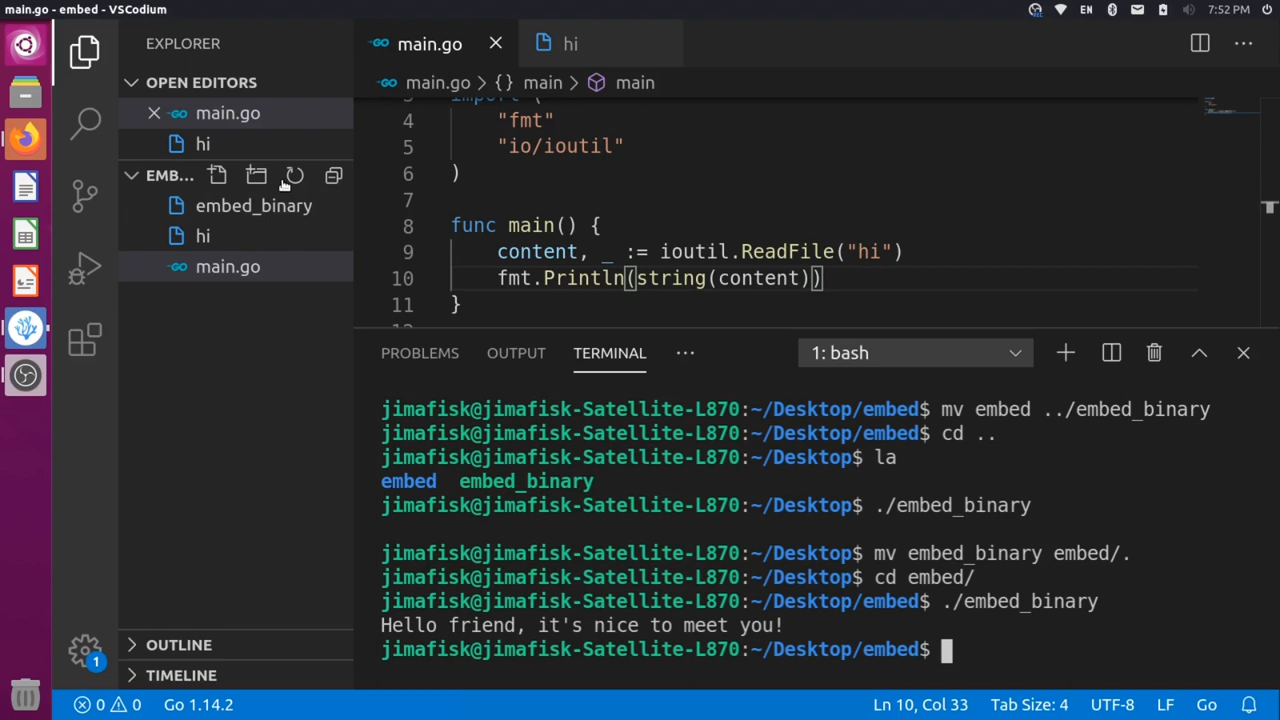 main.go - embed - VSCodium
EN
7:52 PM
EXPLORER
OPEN EDITORS
main.go
hi
EMB...
embed_binary
hi
main.go
OUTLINE
TIMELINE
1
main.go
hi
main.go > {} main > main
3 import (
4 "fmt"
5 "io/ioutil"
6 )
7
8 func main() {
9 content, _ := ioutil.ReadFile("hi")
10 fmt.Println(string(content))
11 }
12
PROBLEMS OUTPUT TERMINAL ... 1: bash
jimafisk@jimafisk-Satellite-L870:~/Desktop/embed$ mv embed ../embed_binary
jimafisk@jimafisk-Satellite-L870:~/Desktop/embed$ cd ..
jimafisk@jimafisk-Satellite-L870:~/Desktop$ la
embed embed_binary
jimafisk@jimafisk-Satellite-L870:~/Desktop$ ./embed_binary
jimafisk@jimafisk-Satellite-L870:~/Desktop$ mv embed_binary embed/.
jimafisk@jimafisk-Satellite-L870:~/Desktop$ cd embed/
jimafisk@jimafisk-Satellite-L870:~/Desktop/embed$ ./embed_binary
Hello friend, it's nice to meet you!
jimafisk@jimafisk-Satellite-L870:~/Desktop/embed$
0 0 Go 1.14.2 Ln 10, Col 33 Tab Size: 4 UTF-8 LF Go